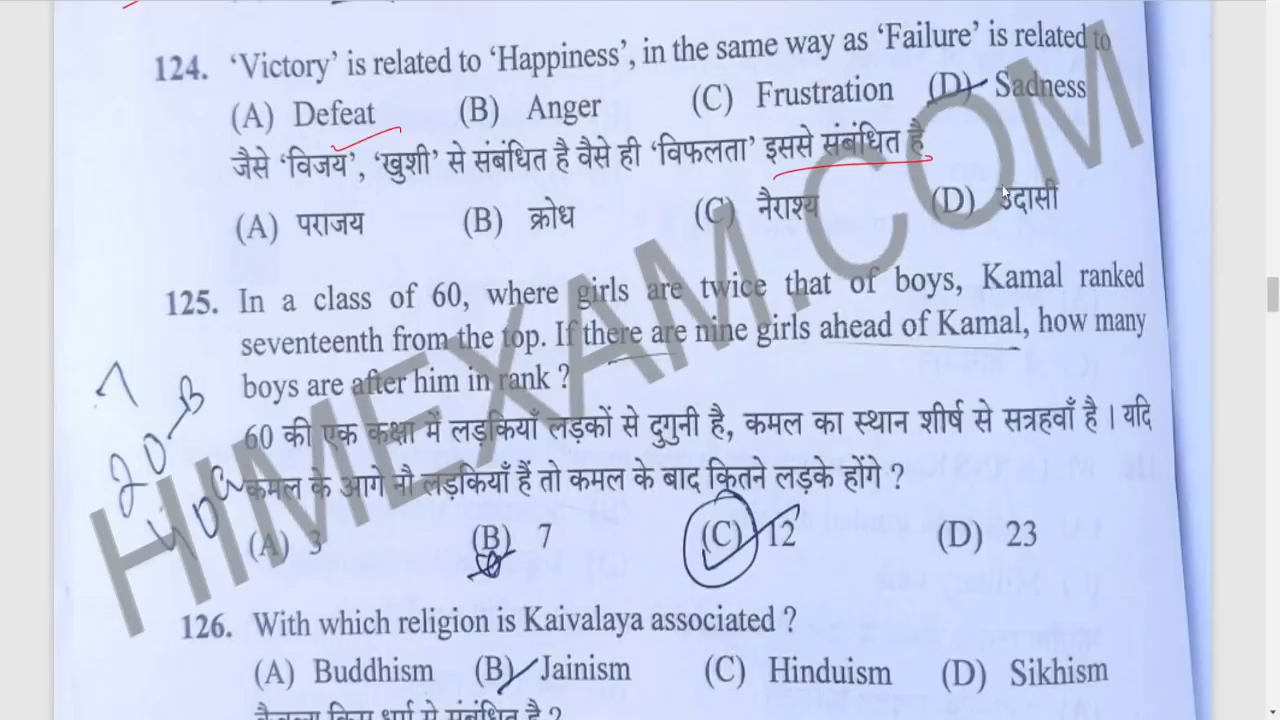 124. 'Victory' is related to 'Happiness', in the same way as 'Failure' is related to
(A) Defeat (B) Anger (C) Frustration (D) Sadness
जैसे 'विजय', 'खुशी' से संबंधित है वैसे ही 'विफलता' इससे संबंधित है
(A) पराजय (B) क्रोध (C) नैराश्य (D) उदासी
125. In a class of 60, where girls are twice that of boys, Kamal ranked
seventeenth from the top. If there are nine girls ahead of Kamal, how many
boys are after him in rank ?
60 की एक कक्षा में लड़कियाँ लड़कों से दुगुनी है, कमल का स्थान शीर्ष से सत्रहवाँ है । यदि
कमल के आगे नौ लड़कियाँ हैं तो कमल के बाद कितने लड़के होंगे ?
20 B
40 G
(A) 3 (B) 7 (C) 12 (D) 23
126. With which religion is Kaivalaya associated ?
(A) Buddhism (B) Jainism (C) Hinduism (D) Sikhism
HIMEXAM.COM